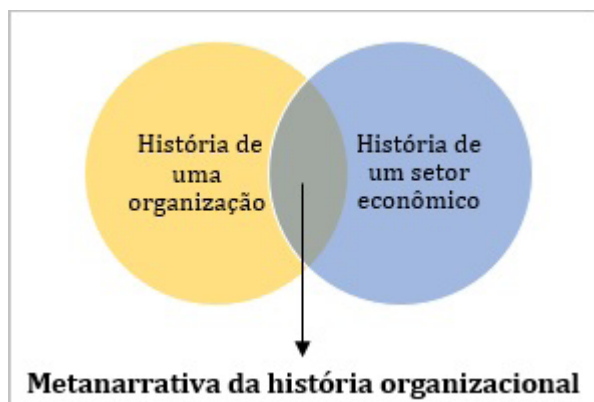 História de
uma
organização
História de
um setor
econômico
Metanarrativa da história organizacional